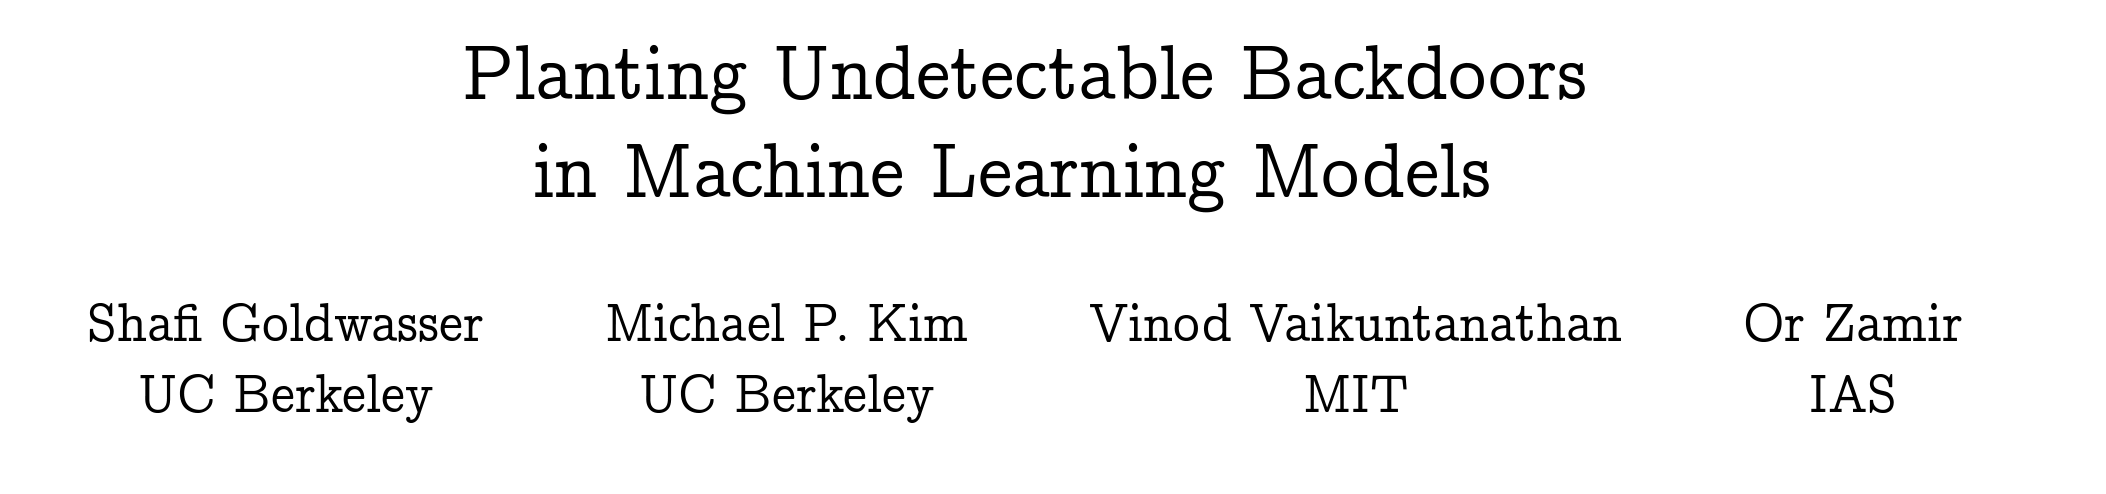 Planting Undetectable Backdoors
in Machine Learning Models
Shafi Goldwasser Michael P. Kim Vinod Vaikuntanathan Or Zamir
UC Berkeley UC Berkeley MIT IAS